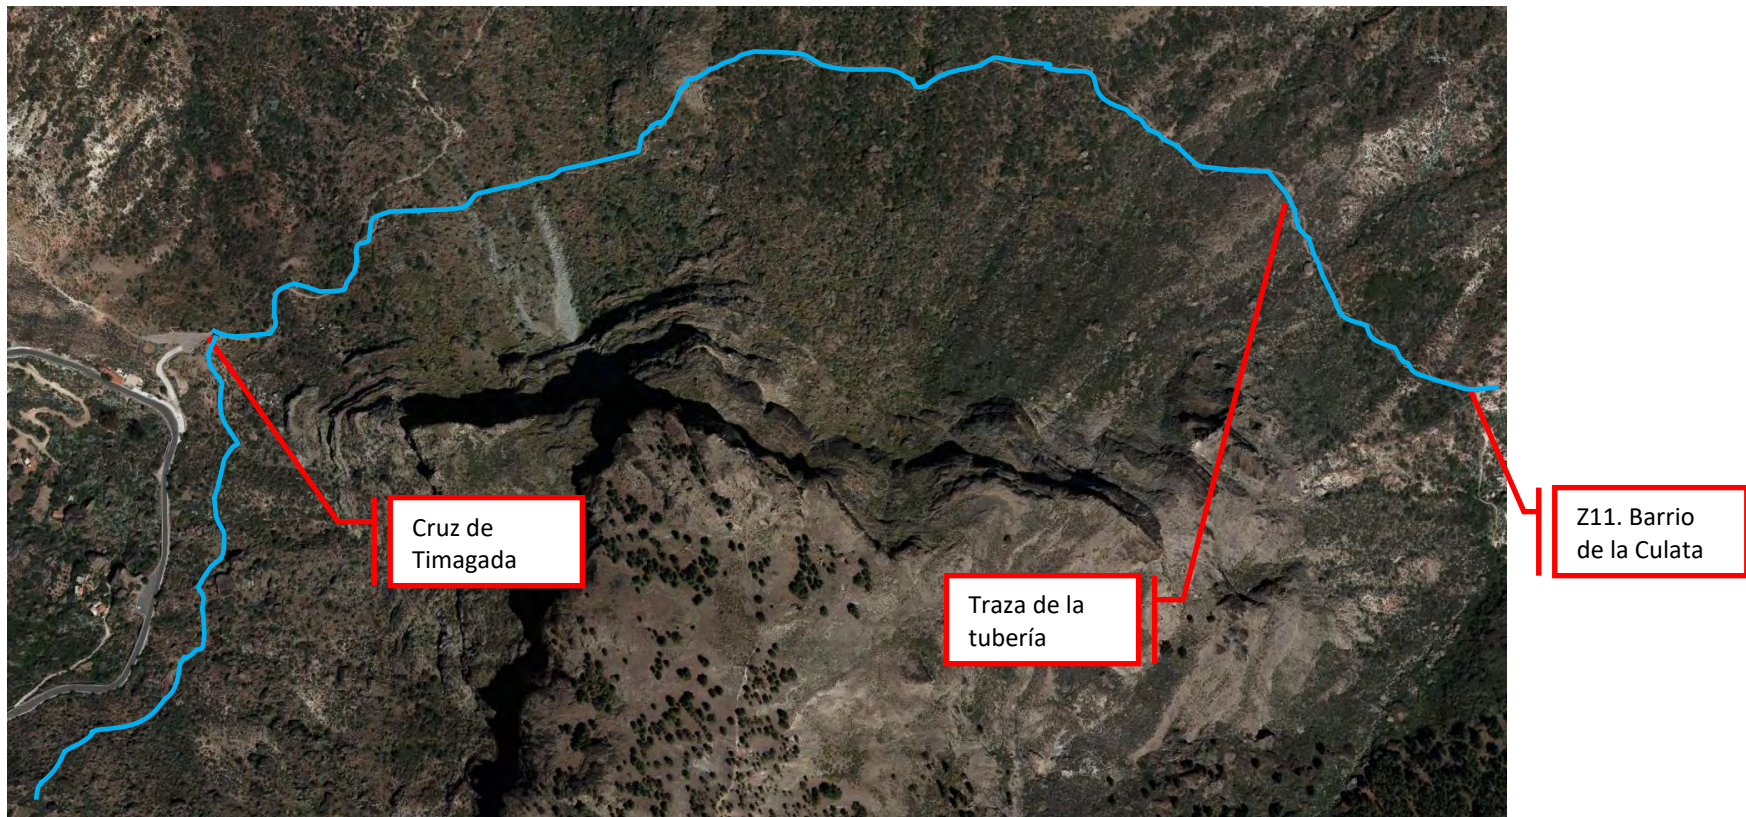 Cruz de
Timagada
Traza de la
tubería
Z11. Barrio
de la Culata